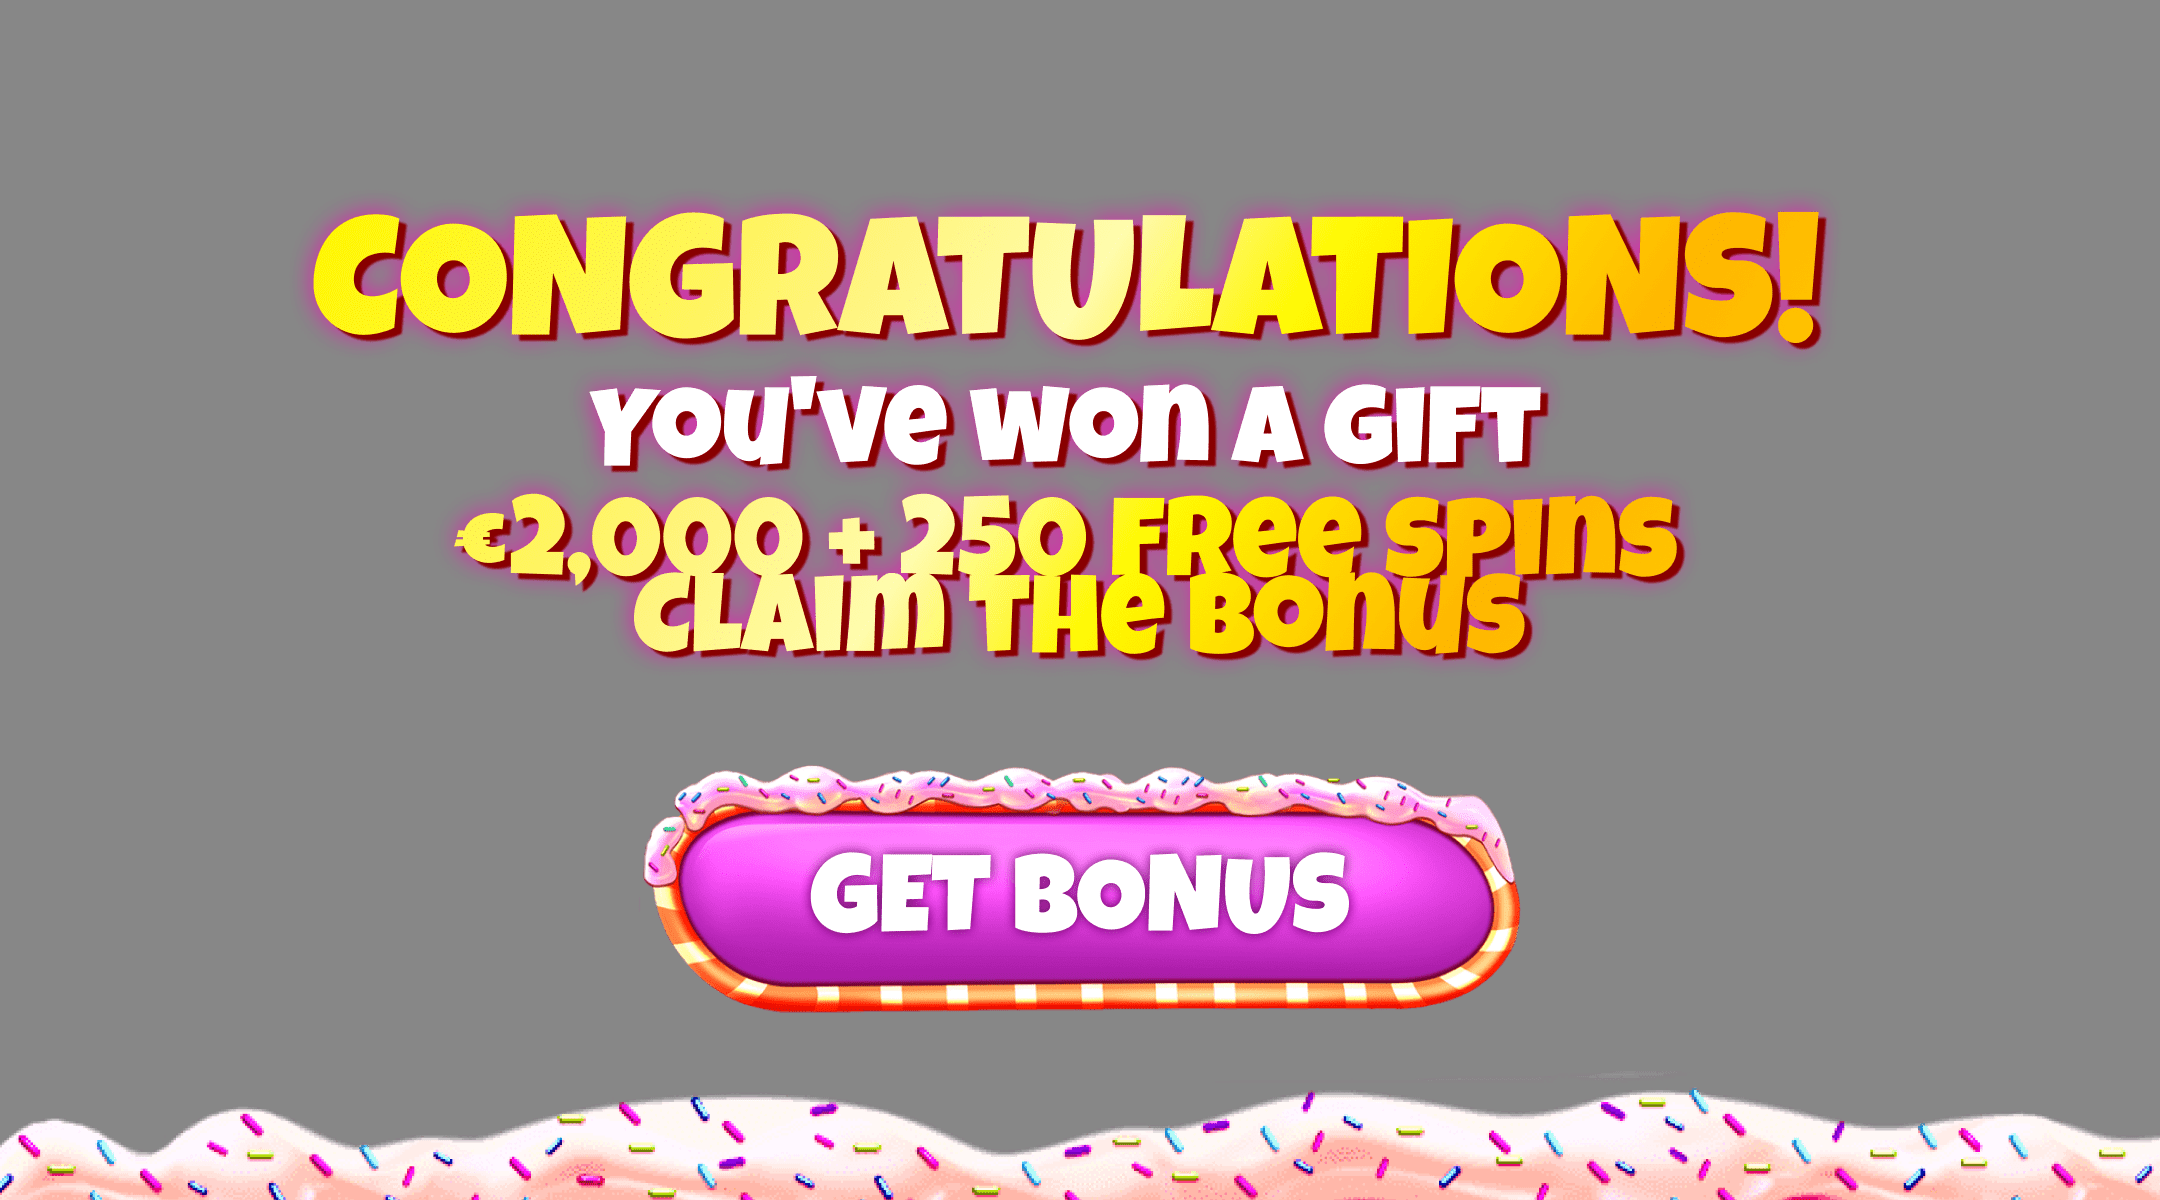 CONGRATULATIONS!
You've won a GIFT
€2,000 + 250 Free Spins
Claim the Bonus
GET BONUS